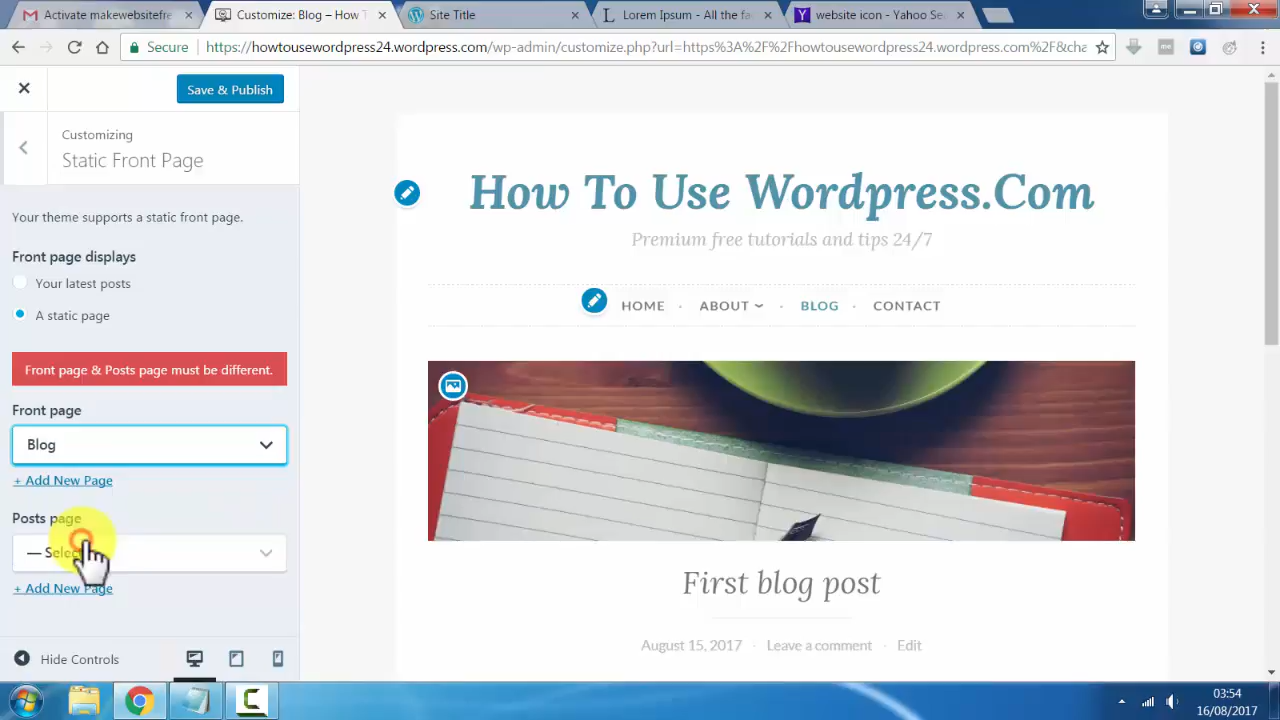 Activate makewebsitefre
Customize: Blog – How T
Site Title
Lorem Ipsum - All the fa
website icon - Yahoo Se
Secure
https://howtousewordpress24.wordpress.com/wp-admin/customize.php?url=https%3A%2F%2Fhowtousewordpress24.wordpress.com%2F&cha
Save & Publish
Customizing
Static Front Page
Your theme supports a static front page.
Front page displays
Your latest posts
A static page
Front page & Posts page must be different.
Front page
Blog
+ Add New Page
Posts page
— Select
+ Add New Page
Hide Controls
How To Use Wordpress.Com
Premium free tutorials and tips 24/7
HOME · ABOUT · BLOG · CONTACT
First blog post
August 15, 2017 · Leave a comment · Edit
03:54
16/08/2017